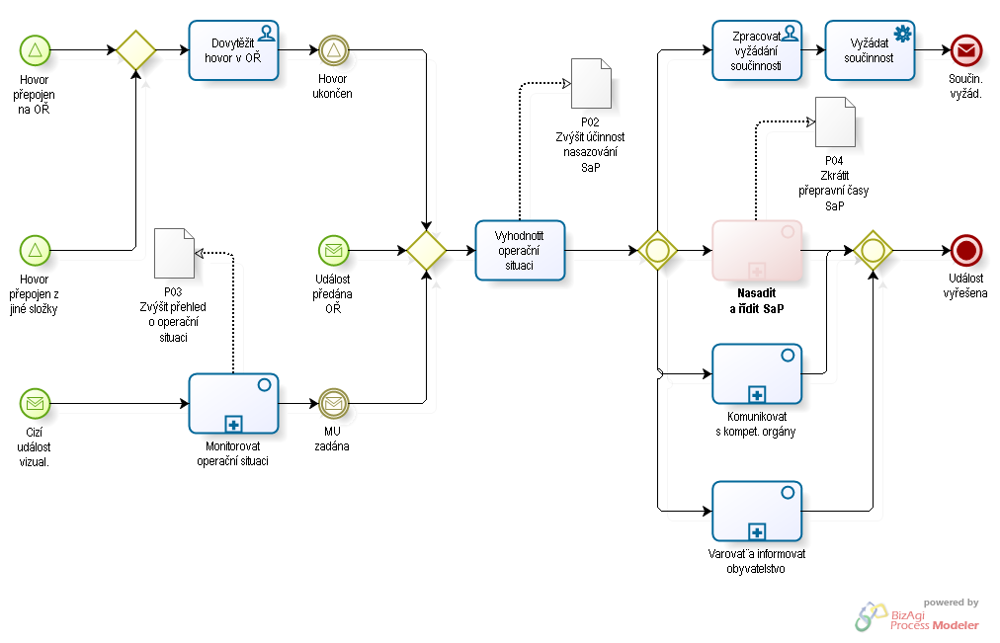 Hovor
přepojen
na OŘ
Dovytěžit
hovor v OŘ
Hovor
ukončen
P02
Zvýšit účinnost
nasazování
SaP
Zpracovat
vyžádání
součinnosti
Vyžádat
součinnost
Součin.
vyžád.
P04
Zkrátit
přepravní časy
SaP
Hovor
přepojen z
jiné složky
P03
Zvýšit přehled
o operační
situaci
Událost
předána
OŘ
Vyhodnotit
operační
situaci
Nasadit
a řídit SaP
Událost
vyřešena
Cizí
událost
vizual.
Monitorovat
operační situaci
MU
zadána
Komunikovat
s kompet. orgány
Varovat a informovat
obyvatelstvo
powered by
BizAgi
Process Modeler